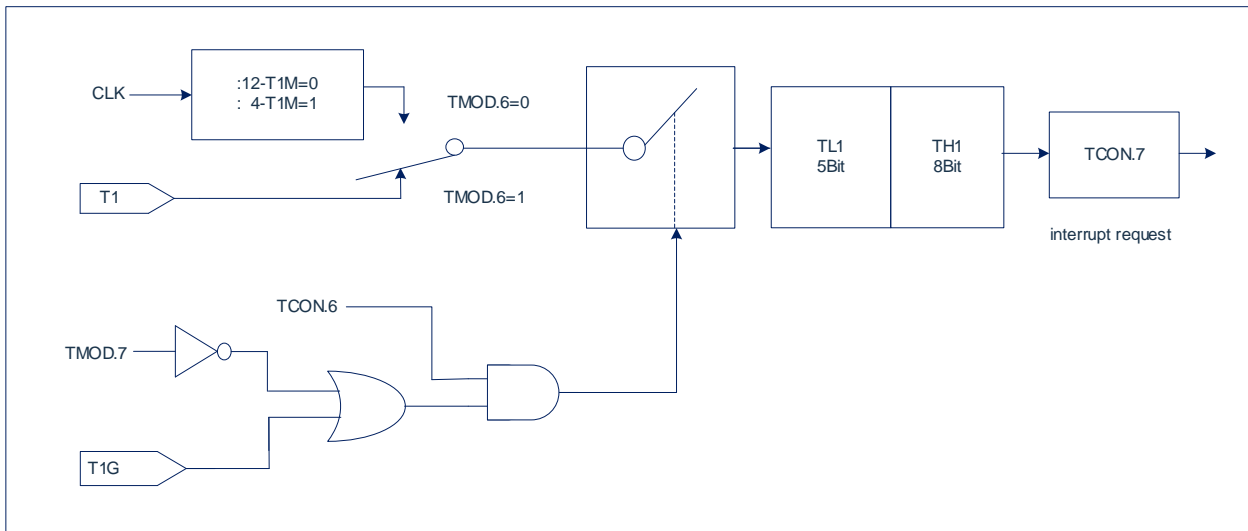 :12-T1M=0
: 4-T1M=1
CLK
TMOD.6=0
T1
TMOD.6=1
TL1
5Bit
TH1
8Bit
TCON.7
interrupt request
TCON.6
TMOD.7
T1G